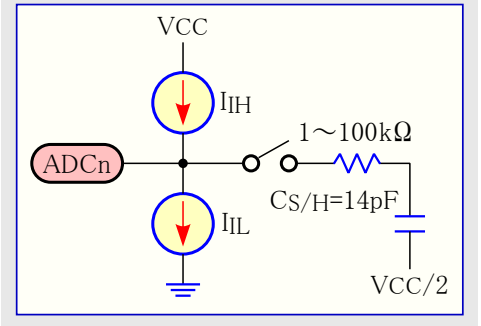 VCC
IIH
1～100kΩ
ADCn
CS/H=14pF
IIL
VCC/2